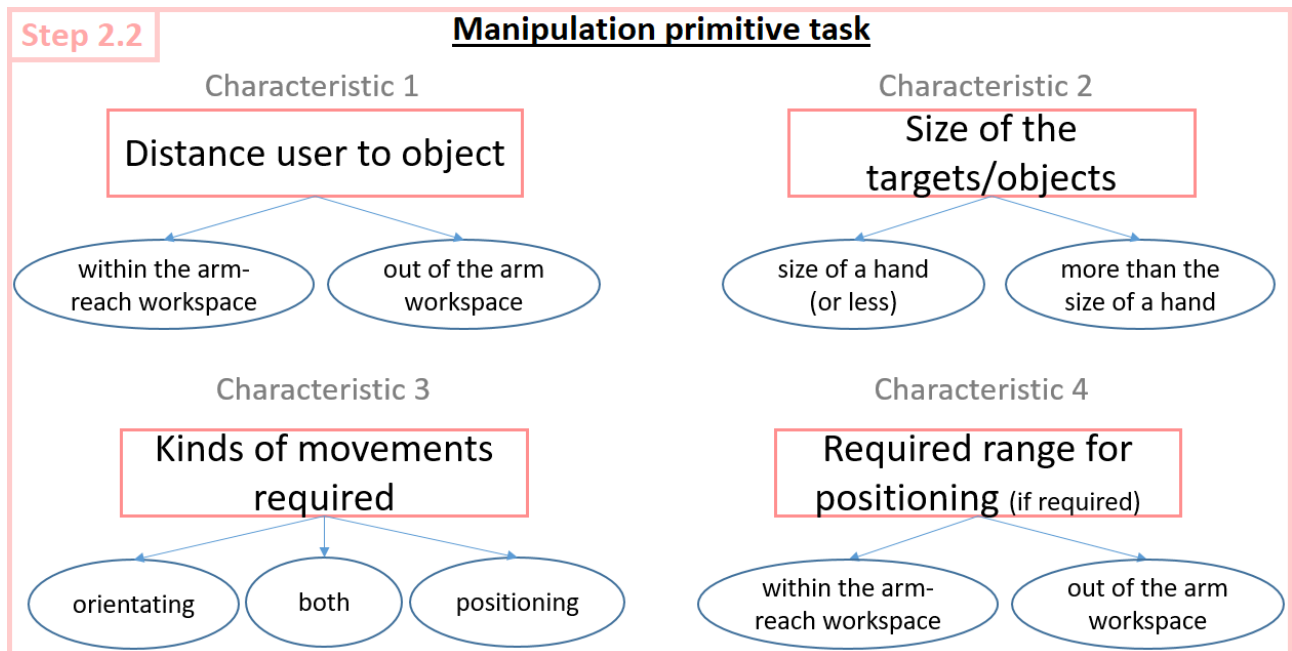 Step 2.2
Manipulation primitive task
Characteristic 1
Distance user to object
within the arm-
reach workspace
out of the arm
workspace
Characteristic 2
Size of the
targets/objects
size of a hand
(or less)
more than the
size of a hand
Characteristic 3
Kinds of movements
required
orientating
both
positioning
Characteristic 4
Required range for
positioning (if required)
within the arm-
reach workspace
out of the arm
workspace